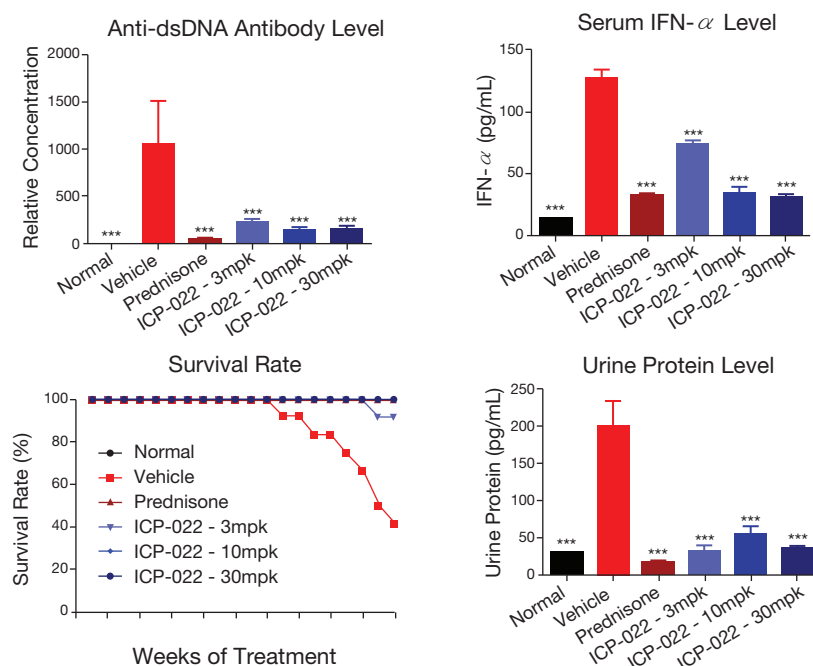 Anti-dsDNA Antibody Level
Relative Concentration
2000
1500
1000
500
0
***
***
***
***
***
Normal
Vehicle
Prednisone
ICP-022 - 3mpk
ICP-022 - 10mpk
ICP-022 - 30mpk
Serum IFN-α Level
IFN-α (pg/mL)
150
100
50
0
***
***
***
***
***
Normal
Vehicle
Prednisone
ICP-022 - 3mpk
ICP-022 - 10mpk
ICP-022 - 30mpk
Survival Rate
Survival Rate (%)
100
80
60
40
20
0
Normal
Vehicle
Prednisone
ICP-022 - 3mpk
ICP-022 - 10mpk
ICP-022 - 30mpk
Weeks of Treatment
Urine Protein Level
Urine Protein (pg/mL)
250
200
150
100
50
0
***
***
***
***
***
Normal
Vehicle
Prednisone
ICP-022 - 3mpk
ICP-022 - 10mpk
ICP-022 - 30mpk